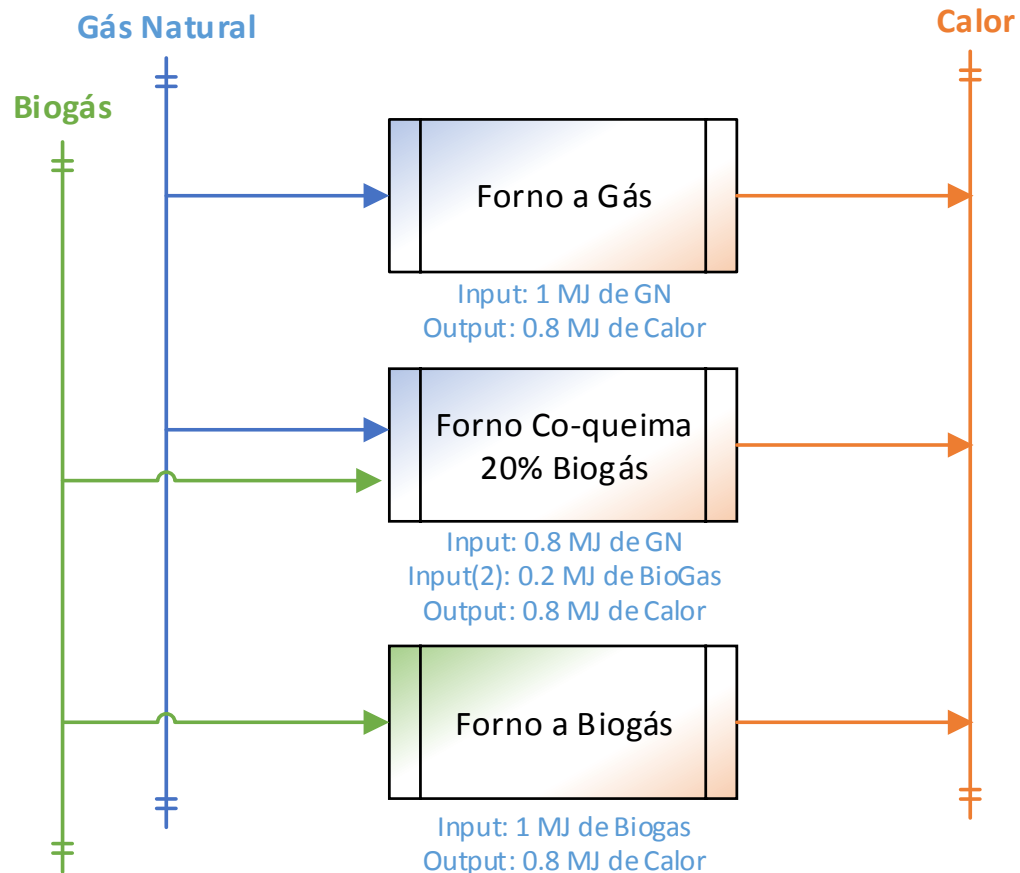 Gás Natural
Calor
Biogás
Forno a Gás
Input: 1 MJ de GN
Output: 0.8 MJ de Calor
Forno Co-queima
20% Biogás
Input: 0.8 MJ de GN
Input(2): 0.2 MJ de BioGas
Output: 0.8 MJ de Calor
Forno a Biogás
Input: 1 MJ de Biogas
Output: 0.8 MJ de Calor